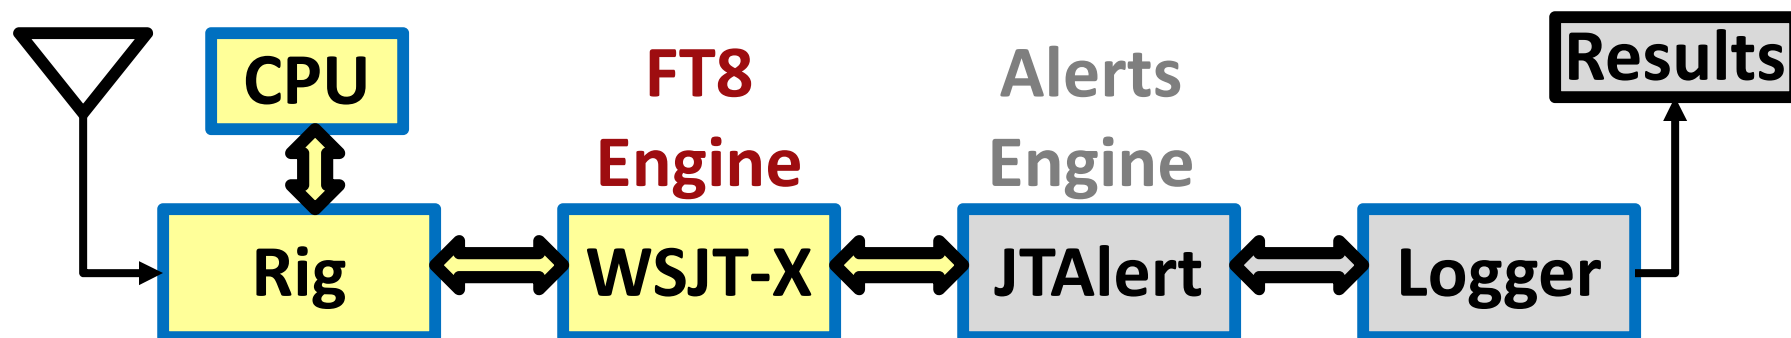 CPU
FT8
Engine
Alerts
Engine
Results
Rig
WSJT-X
JTAlert
Logger